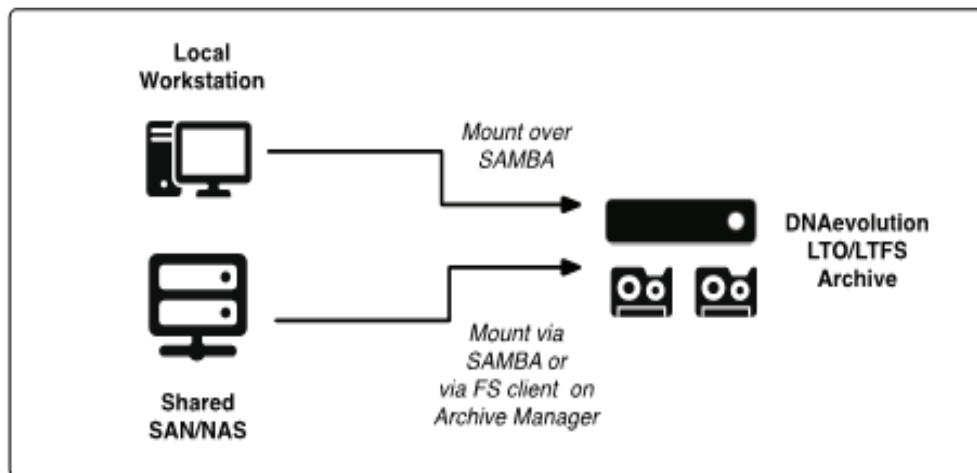 Local
Workstation
Mount over
SAMBA
DNAevolution
LTO/LTFS
Archive
Mount via
SAMBA or
via FS client on
Archive Manager
Shared
SAN/NAS